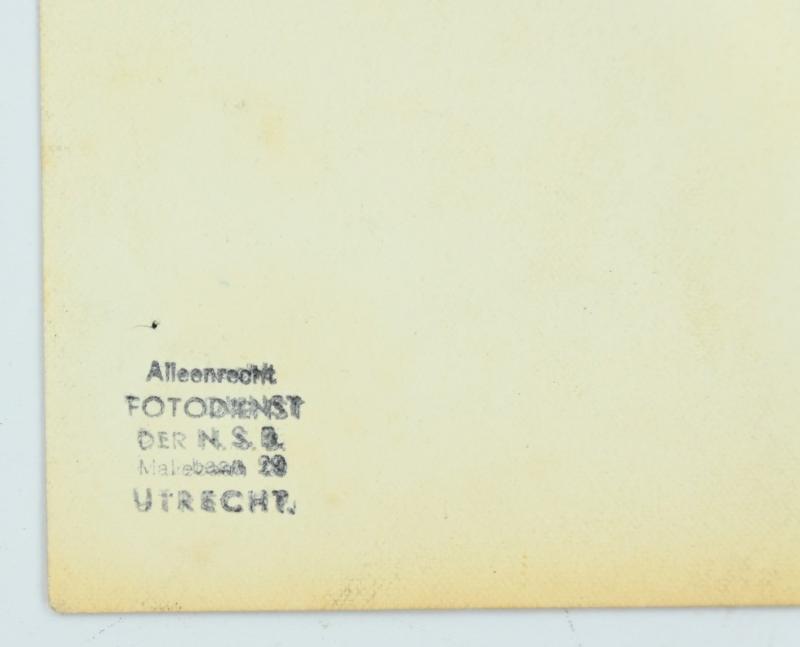 Alleenrecht
FOTODIENST
DER N. S. B.
Maliebaan 29
UTRECHT.